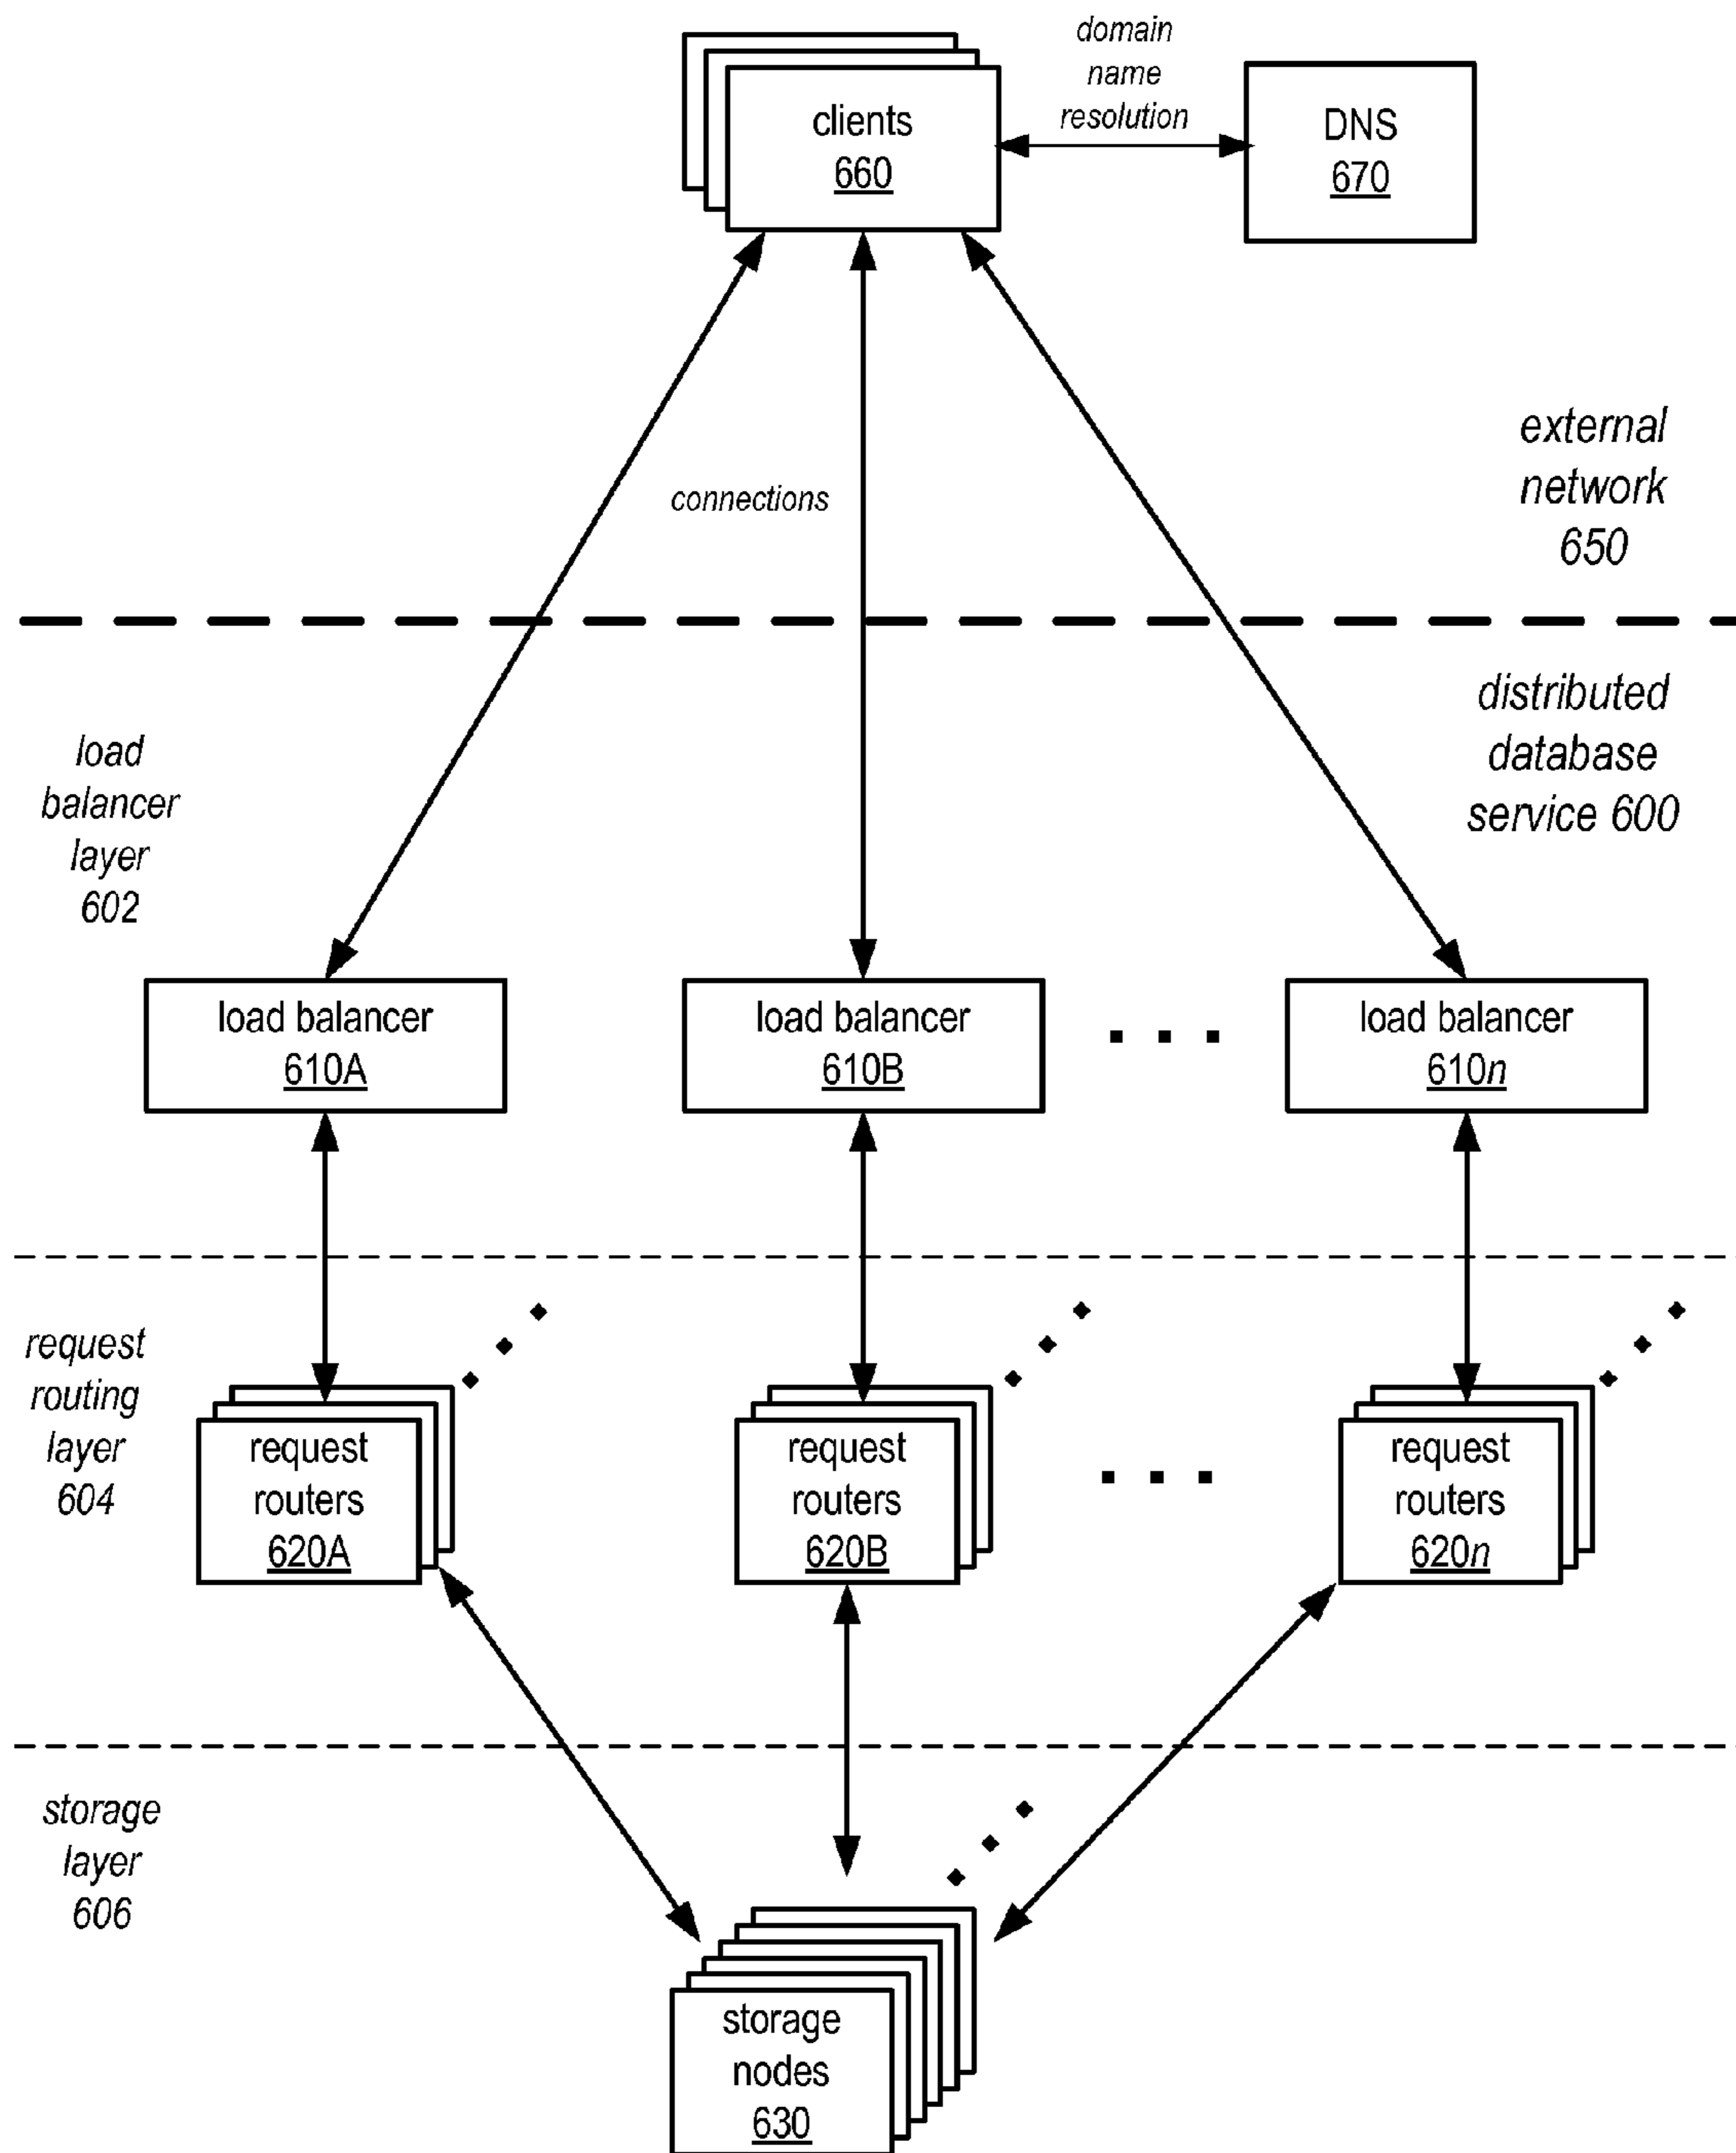 domain
name
resolution
clients
660
DNS
670
connections
external
network
650
distributed
database
service 600
load
balancer
layer
602
load balancer
610A
load balancer
610B
load balancer
610n
request
routing
layer
604
request
routers
620A
request
routers
620B
request
routers
620n
storage
layer
606
storage
nodes
630